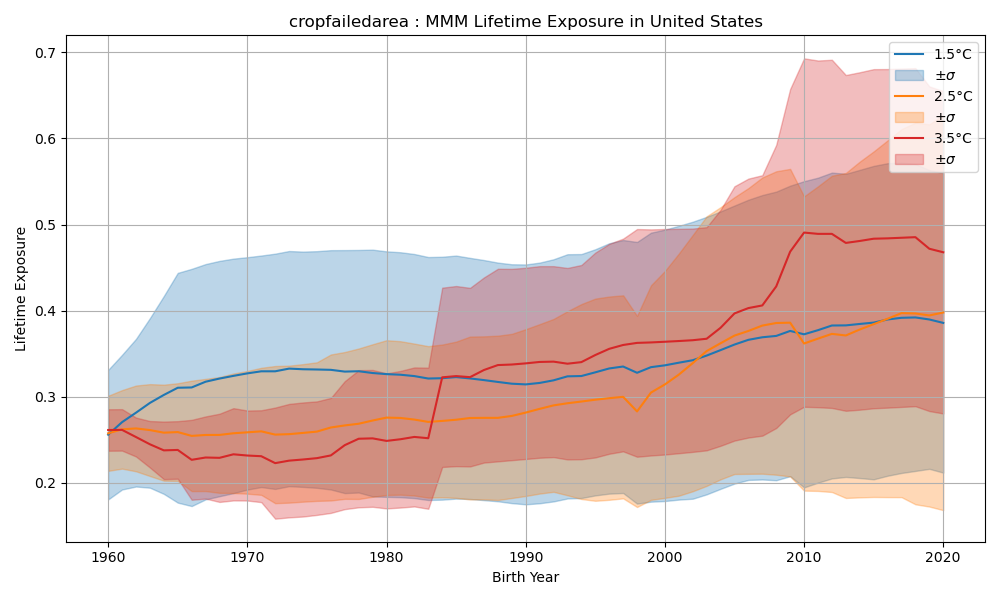 cropfailedarea : MMM Lifetime Exposure in United States
0.7
0.6
0.5
0.4
0.3
0.2
Lifetime Exposure
1960
1970
1980
1990
2000
2010
2020
Birth Year
1.5°C
±σ
2.5°C
±σ
3.5°C
±σ